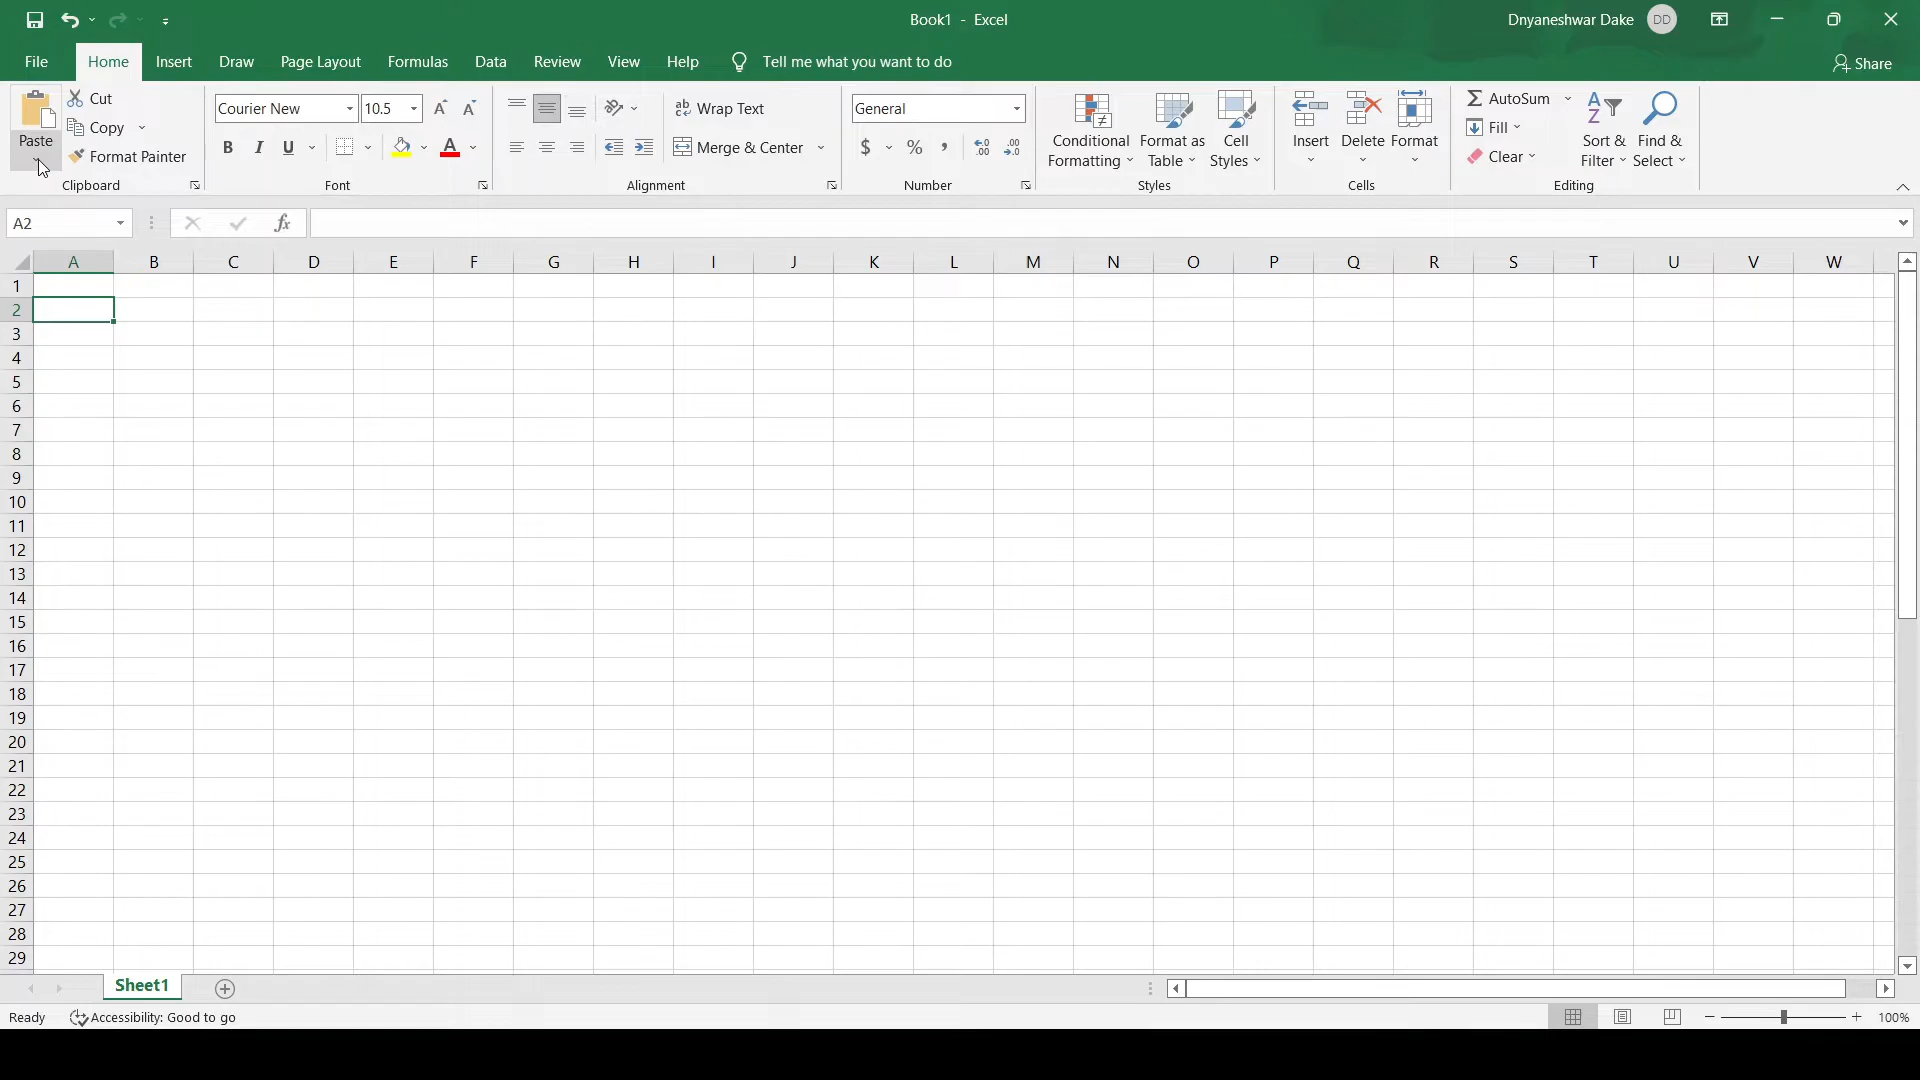 Book1 - Excel
Dnyaneshwar Dake DD
File Home Insert Draw Page Layout Formulas Data Review View Help Tell me what you want to do Share
Paste
Cut
Copy
Format Painter
Clipboard
Courier New 10.5
B I U A
Font
Wrap Text
Merge & Center
Alignment
General
$ % ,
Number
Conditional Formatting
Format as Table
Cell Styles
Styles
Insert Delete Format
Cells
AutoSum
Fill
Clear
Sort & Filter
Find & Select
Editing
A2 fx
A B C D E F G H I J K L M N O P Q R S T U V W
1
2
3
4
5
6
7
8
9
10
11
12
13
14
15
16
17
18
19
20
21
22
23
24
25
26
27
28
29
Sheet1
Ready Accessibility: Good to go 100%